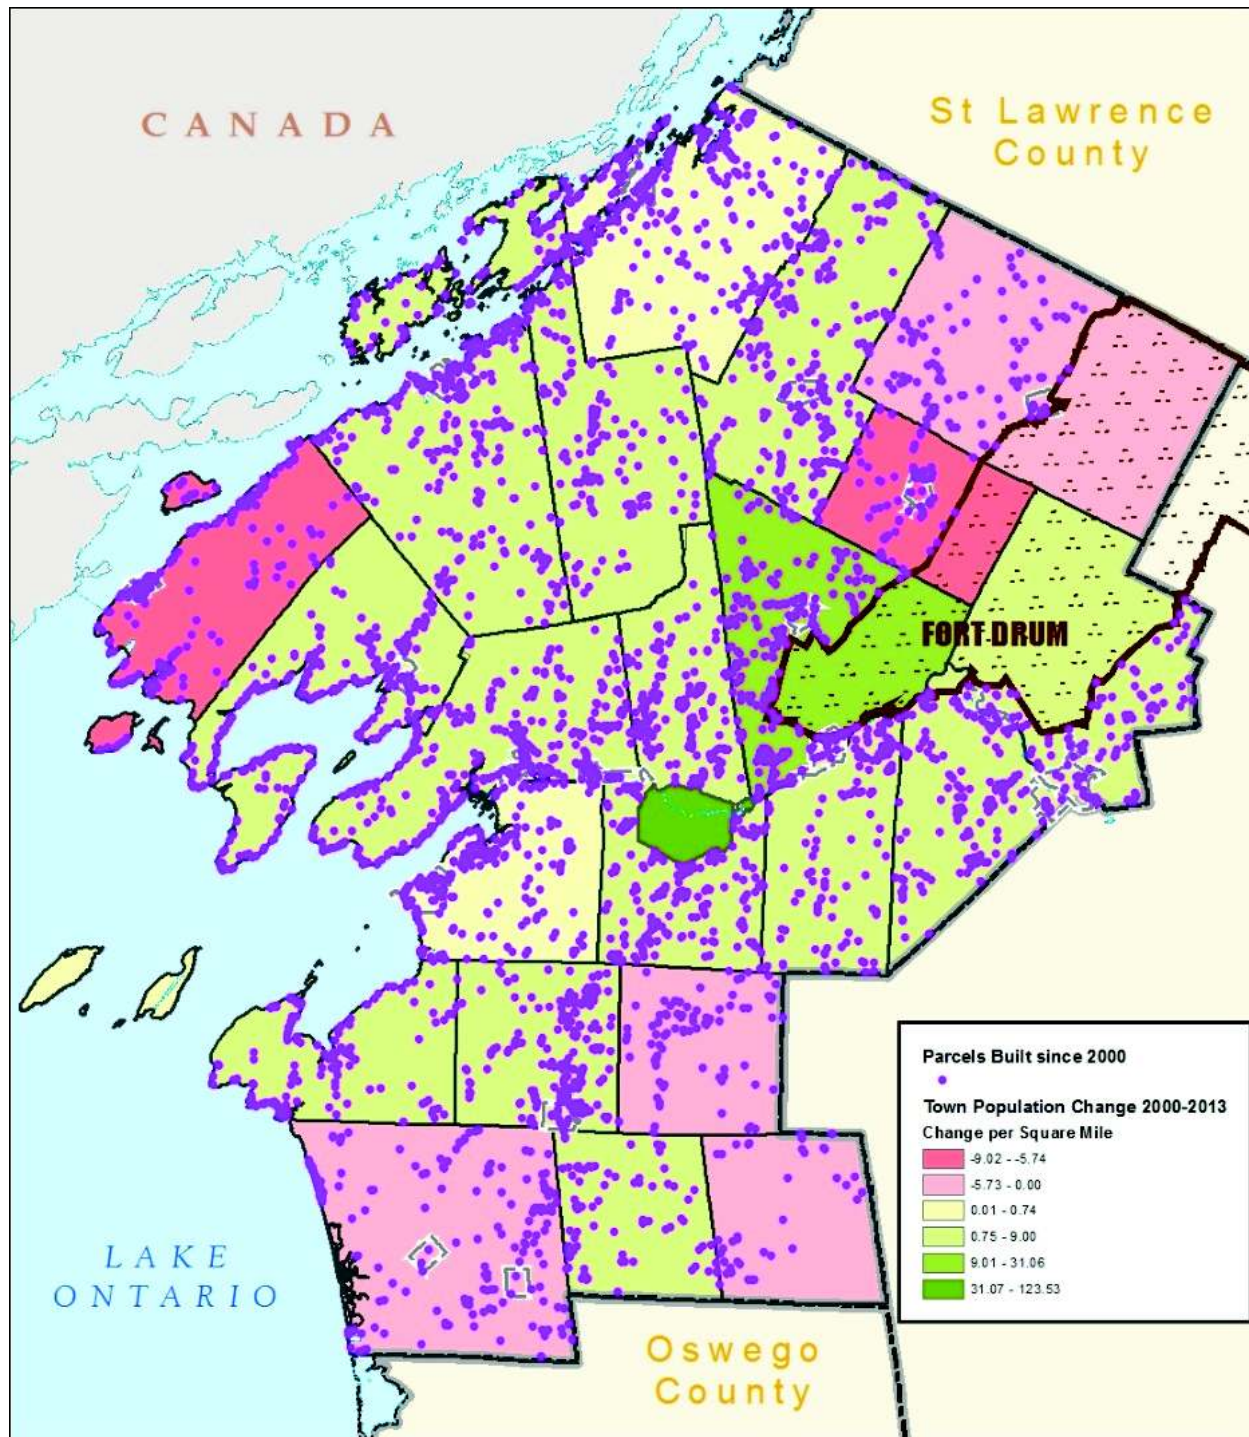 CANADA
St Lawrence
County
FORT DRUM
Parcels Built since 2000
Town Population Change 2000-2013
Change per Square Mile
-9.02 - -5.74
-5.73 - 0.00
0.01 - 0.74
0.75 - 9.00
9.01 - 31.06
31.07 - 123.53
LAKE
ONTARIO
Oswego
County